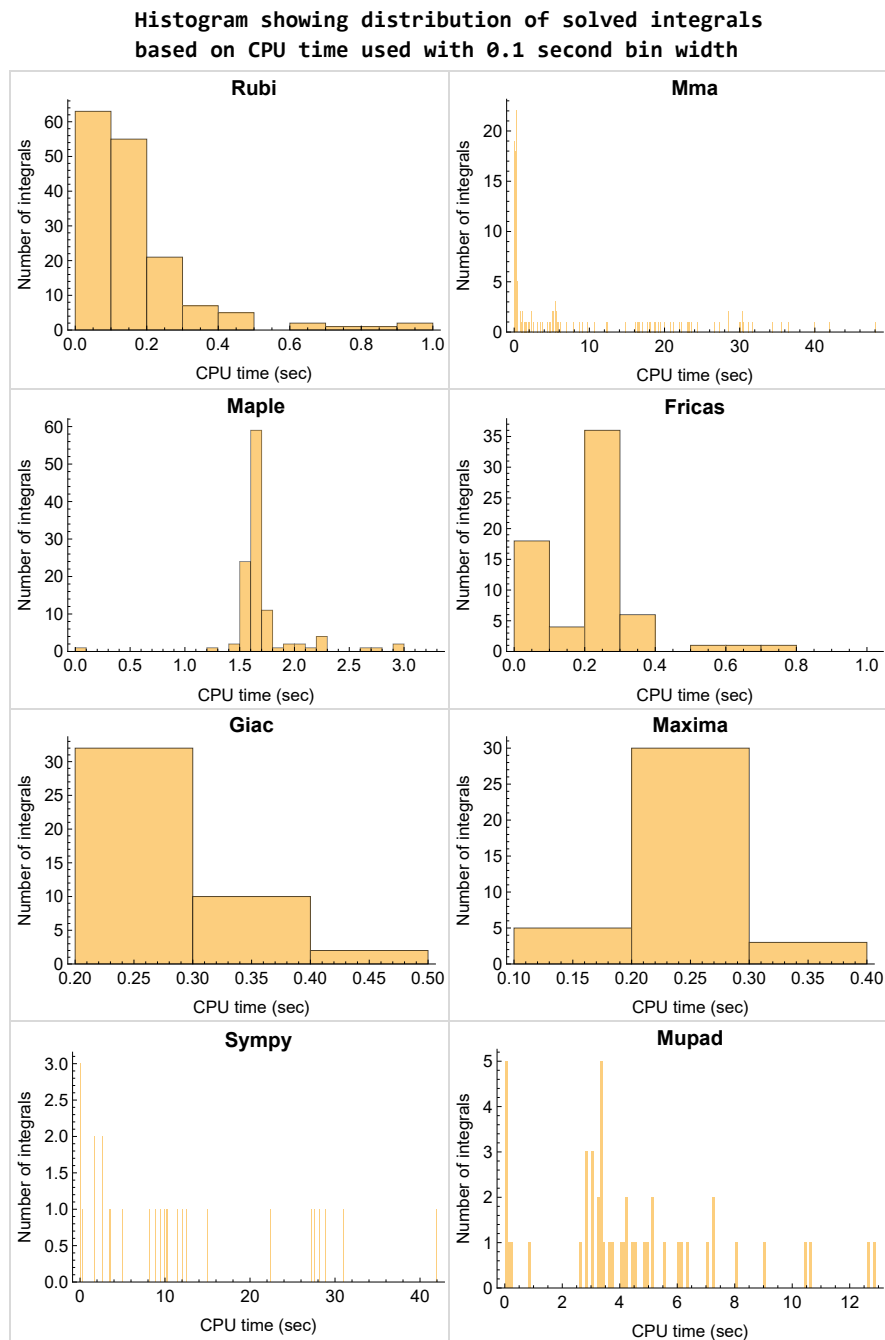 Histogram showing distribution of solved integrals
based on CPU time used with 0.1 second bin width
Rubi
Number of integrals
60
50
40
30
20
10
0
0.0 0.2 0.4 0.6 0.8 1.0
CPU time (sec)
Mma
Number of integrals
20
15
10
5
0
0 10 20 30 40
CPU time (sec)
Maple
Number of integrals
60
50
40
30
20
10
0
0.0 0.5 1.0 1.5 2.0 2.5 3.0
CPU time (sec)
Fricas
Number of integrals
35
30
25
20
15
10
5
0
0.0 0.2 0.4 0.6 0.8 1.0
CPU time (sec)
Giac
Number of integrals
30
25
20
15
10
5
0
0.20 0.25 0.30 0.35 0.40 0.45 0.50
CPU time (sec)
Maxima
Number of integrals
30
25
20
15
10
5
0
0.10 0.15 0.20 0.25 0.30 0.35 0.40
CPU time (sec)
Sympy
Number of integrals
3.0
2.5
2.0
1.5
1.0
0.5
0.0
0 10 20 30 40
CPU time (sec)
Mupad
Number of integrals
5
4
3
2
1
0
0 2 4 6 8 10 12
CPU time (sec)